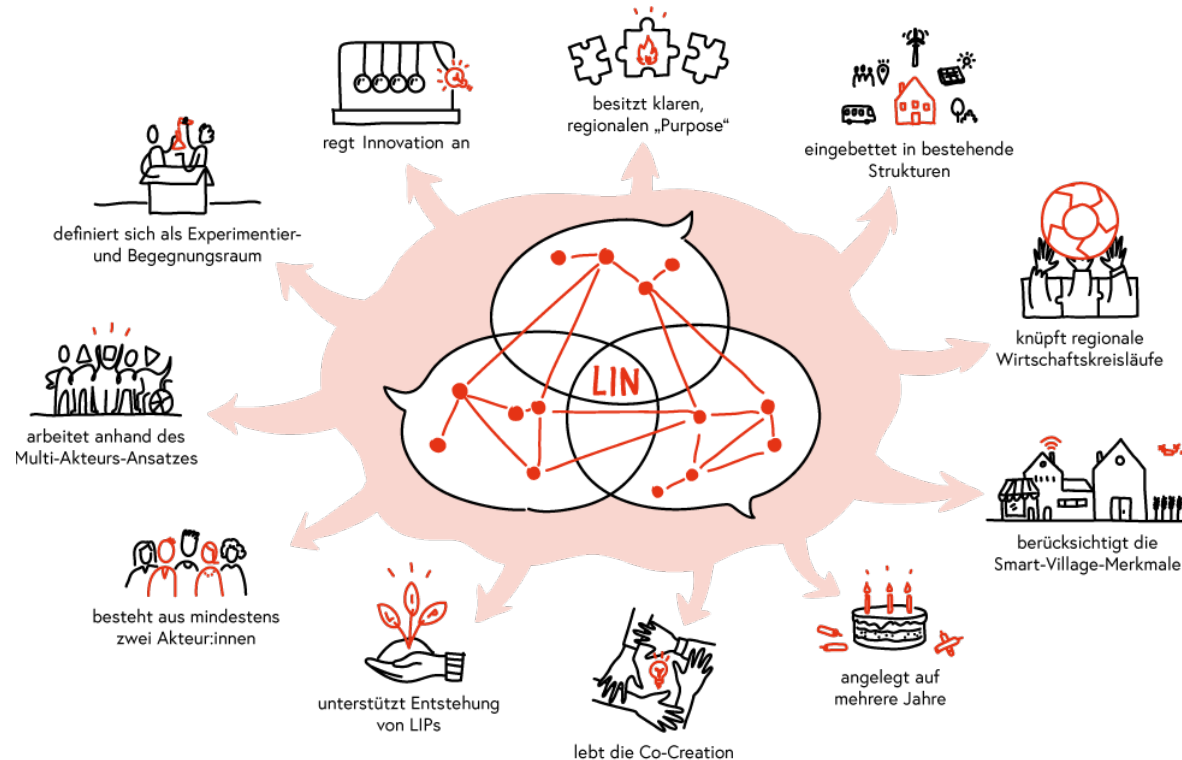 regt Innovation an
besitzt klaren,
regionalen „Purpose“
eingebettet in bestehende
Strukturen
definiert sich als Experimentier-
und Begegnungsraum
knüpft regionale
Wirtschaftskreisläufe
LIN
arbeitet anhand des
Multi-Akteurs-Ansatzes
berücksichtigt die
Smart-Village-Merkmale
besteht aus mindestens
zwei Akteur:innen
unterstützt Entstehung
von LIPs
lebt die Co-Creation
angelegt auf
mehrere Jahre